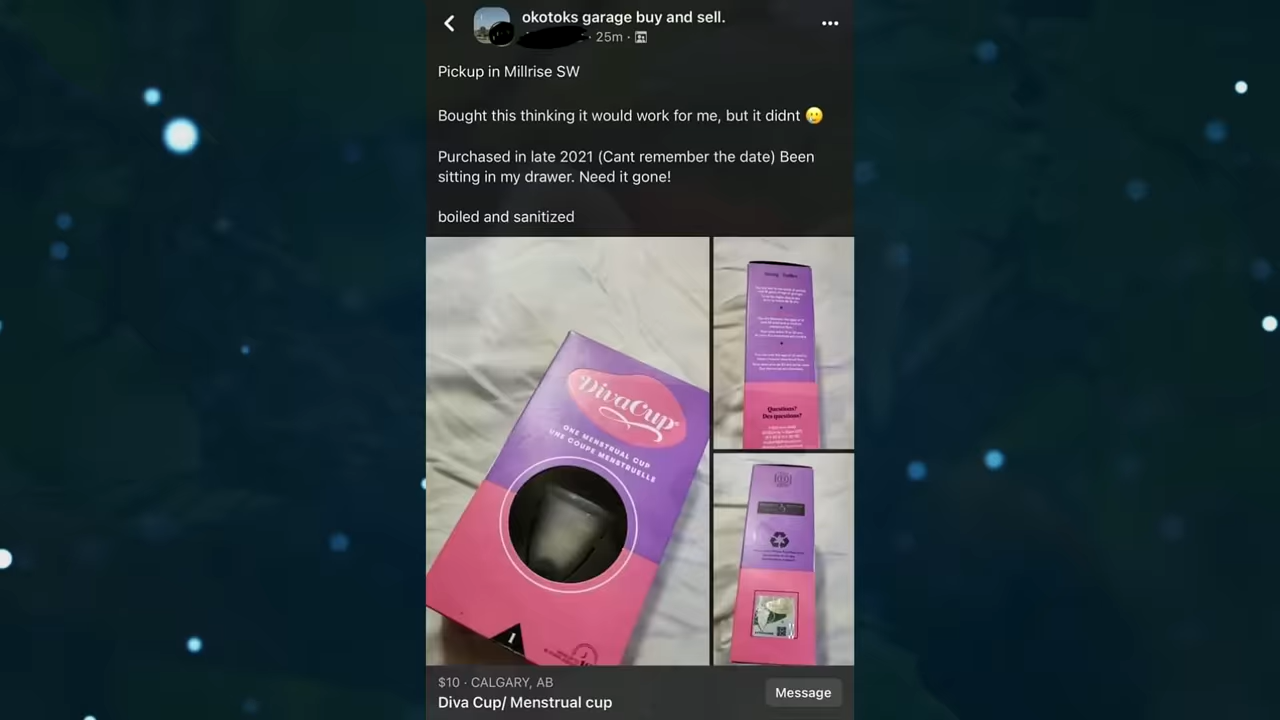 okotoks garage buy and sell.
· 25m ·
Pickup in Millrise SW
Bought this thinking it would work for me, but it didnt 🥲
Purchased in late 2021 (Cant remember the date) Been
sitting in my drawer. Need it gone!
boiled and sanitized
DivaCup
ONE MENSTRUAL CUP
UNE COUPE MENSTRUELLE
1
Questions?
Des questions?
$10 · CALGARY, AB
Diva Cup/ Menstrual cup
Message